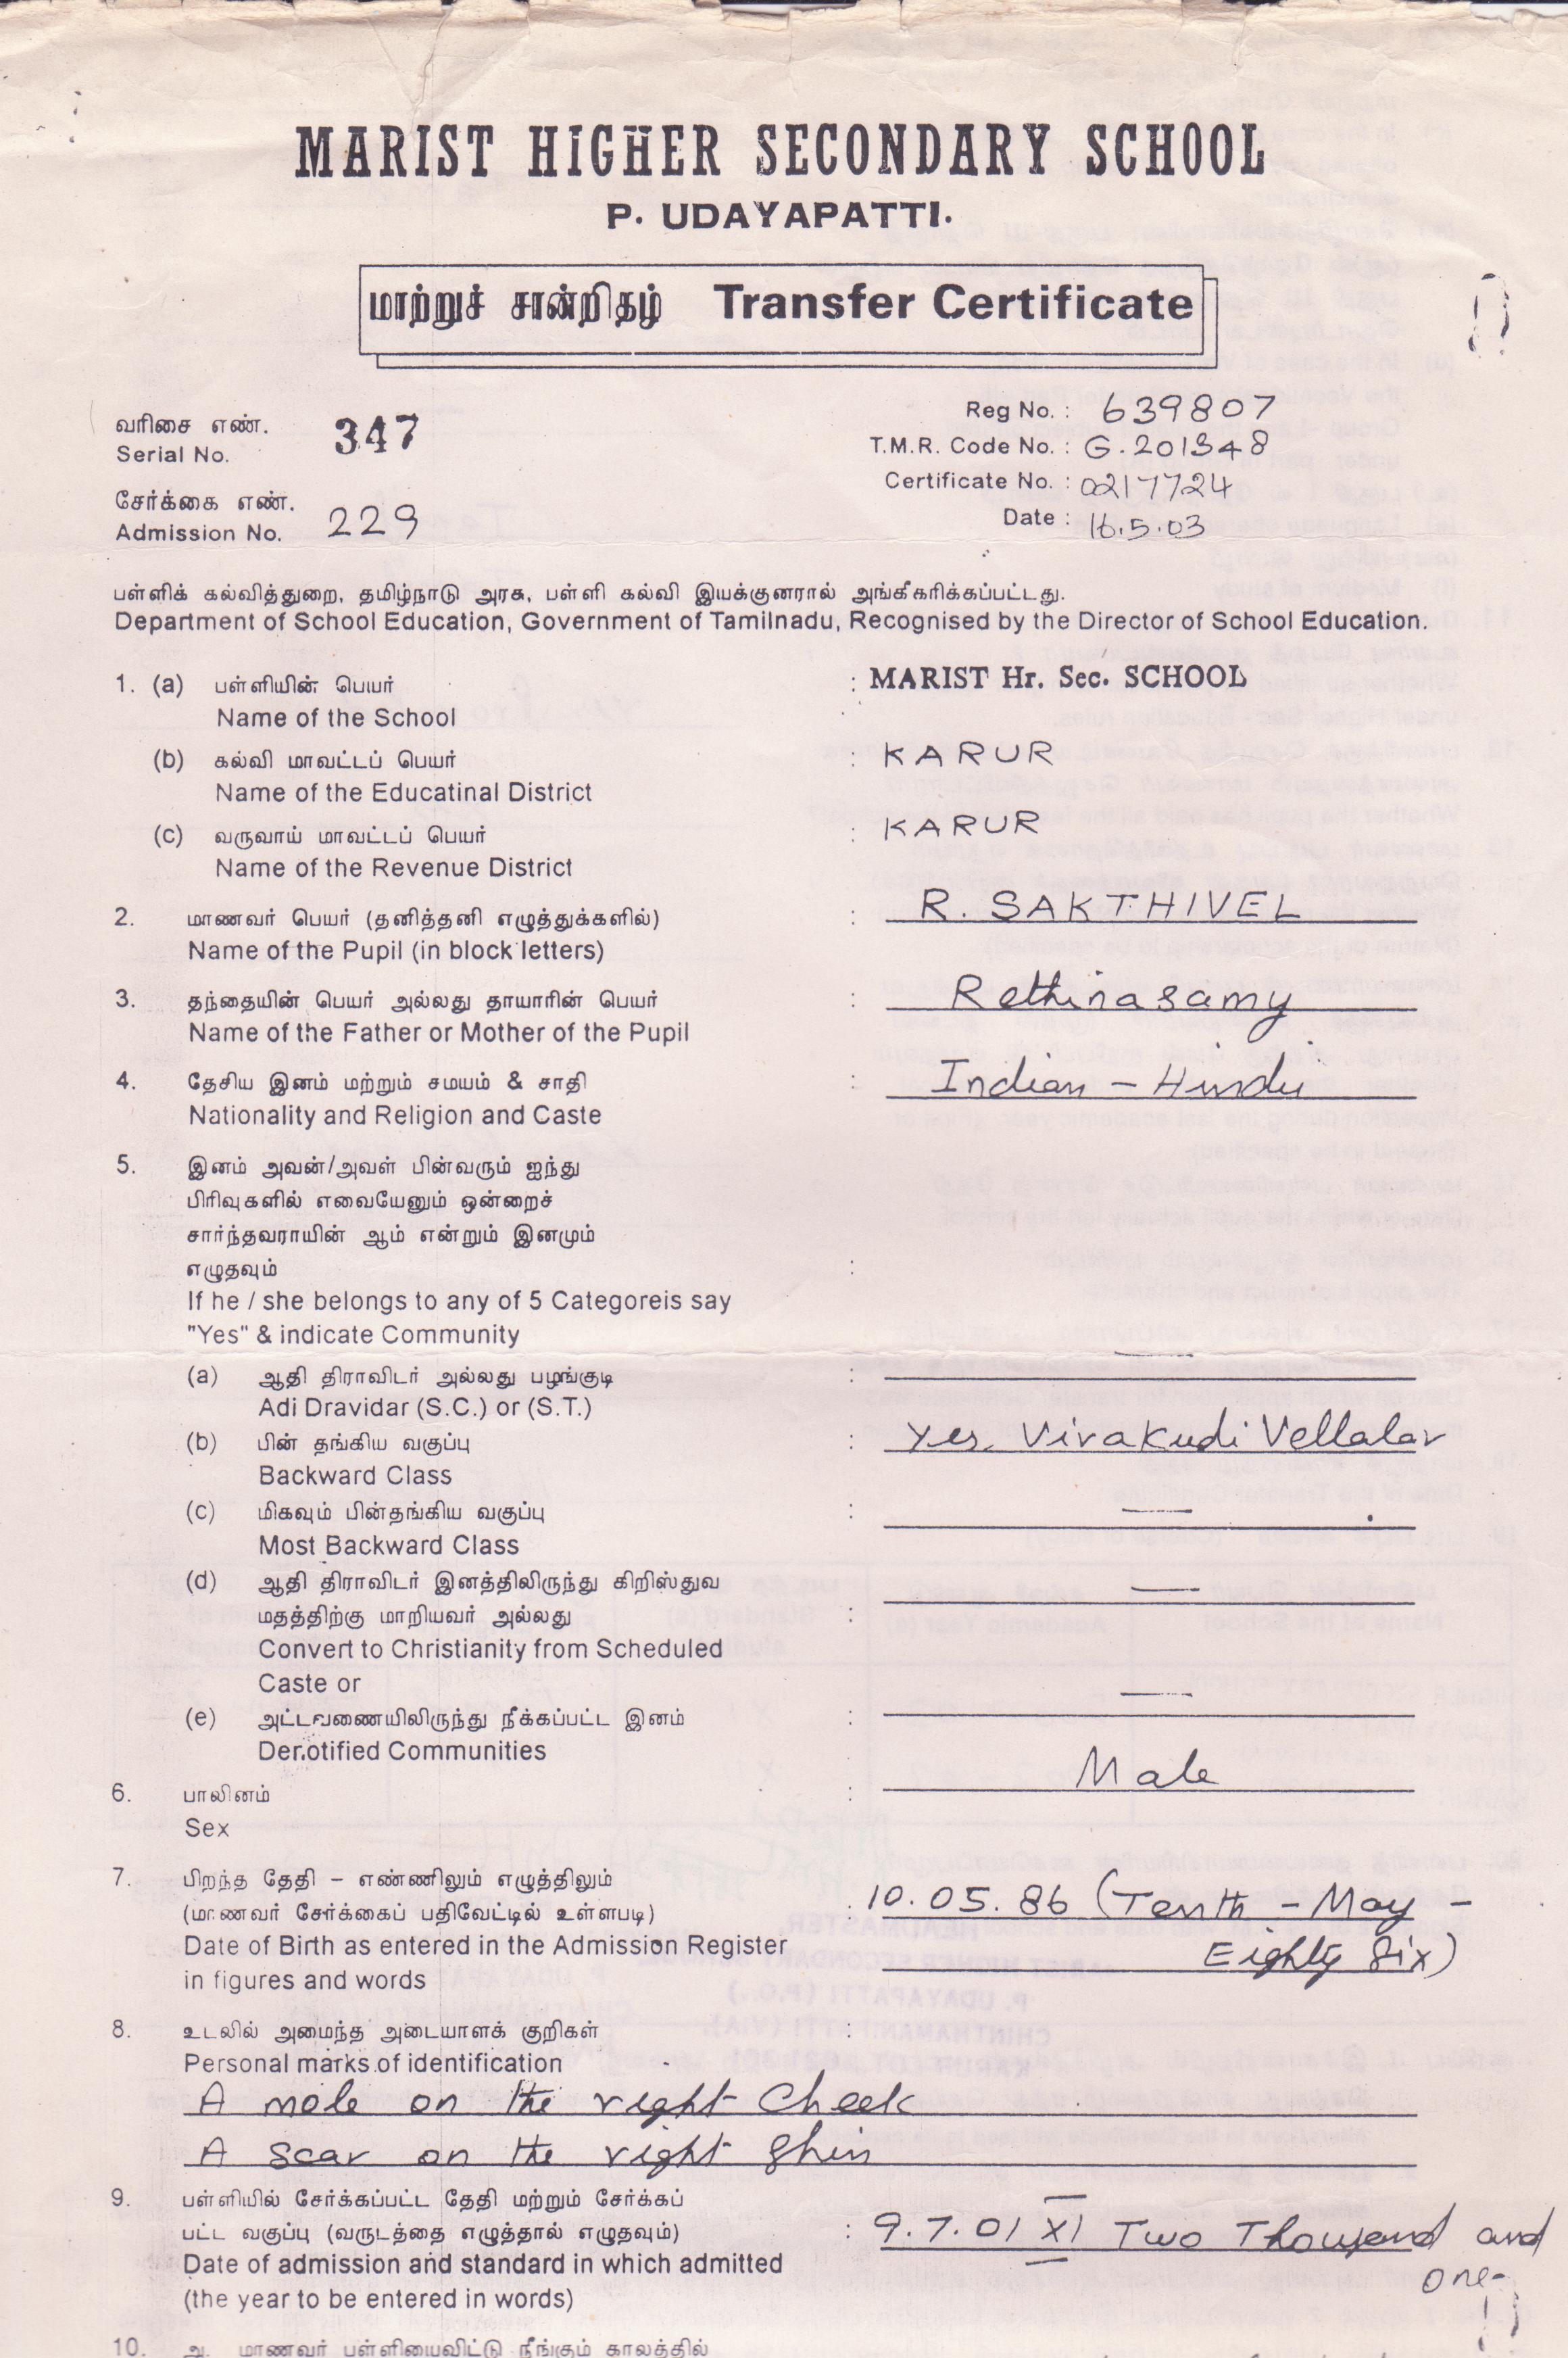 MARIST HIGHER SECONDARY SCHOOL
P. UDAYAPATTI.
மாற்றுச் சான்றிதழ் Transfer Certificate
வரிசை எண். 347
Serial No.
சேர்க்கை எண்.
Admission No. 229
Reg No. : 639807
T.M.R. Code No. : G.201348
Certificate No. : 0217724
Date : 16.5.03
பள்ளிக் கல்வித்துறை, தமிழ்நாடு அரசு, பள்ளி கல்வி இயக்குனரால் அங்கீகரிக்கப்பட்டது.
Department of School Education, Government of Tamilnadu, Recognised by the Director of School Education.
1. (a) பள்ளியின் பெயர் : MARIST Hr. Sec. SCHOOL
Name of the School
(b) கல்வி மாவட்டப் பெயர் : KARUR
Name of the Educatinal District
(c) வருவாய் மாவட்டப் பெயர் : KARUR
Name of the Revenue District
2. மாணவர் பெயர் (தனித்தனி எழுத்துக்களில்) : R. SAKTHIVEL
Name of the Pupil (in block letters)
3. தந்தையின் பெயர் அல்லது தாயாரின் பெயர் : Rethinasamy
Name of the Father or Mother of the Pupil
4. தேசிய இனம் மற்றும் சமயம் & சாதி : Indian - Hindu
Nationality and Religion and Caste
5. இனம் அவன்/அவள் பின்வரும் ஐந்து
பிரிவுகளில் எவையேனும் ஒன்றைச்
சார்ந்தவராயின் ஆம் என்றும் இனமும்
எழுதவும் :
If he / she belongs to any of 5 Categoreis say
"Yes" & indicate Community
(a) ஆதி திராவிடர் அல்லது பழங்குடி : —
Adi Dravidar (S.C.) or (S.T.)
(b) பின் தங்கிய வகுப்பு : Yes, Virakudi Vellalar
Backward Class
(c) மிகவும் பின்தங்கிய வகுப்பு : —
Most Backward Class
(d) ஆதி திராவிடர் இனத்திலிருந்து கிறிஸ்துவ —
மதத்திற்கு மாறியவர் அல்லது :
Convert to Christianity from Scheduled
Caste or
(e) அட்டவணையிலிருந்து நீக்கப்பட்ட இனம் : —
Denotified Communities
6. பாலினம் : Male
Sex
7. பிறந்த தேதி – எண்ணிலும் எழுத்திலும்
(மாணவர் சேர்க்கைப் பதிவேட்டில் உள்ளபடி) : 10.05.86 (Tenth - May -
Date of Birth as entered in the Admission Register Eighty Six)
in figures and words
8. உடலில் அமைந்த அடையாளக் குறிகள் :
Personal marks of identification
A mole on the right Cheek
A scar on the right shin
9. பள்ளியில் சேர்க்கப்பட்ட தேதி மற்றும் சேர்க்கப்
பட்ட வகுப்பு (வருடத்தை எழுத்தால் எழுதவும்) : 9.7.01 XI Two Thousand and
Date of admission and standard in which admitted one-
(the year to be entered in words)
10. அ. மாணவர் பள்ளியைவிட்டு நீங்கும் காலத்தில்